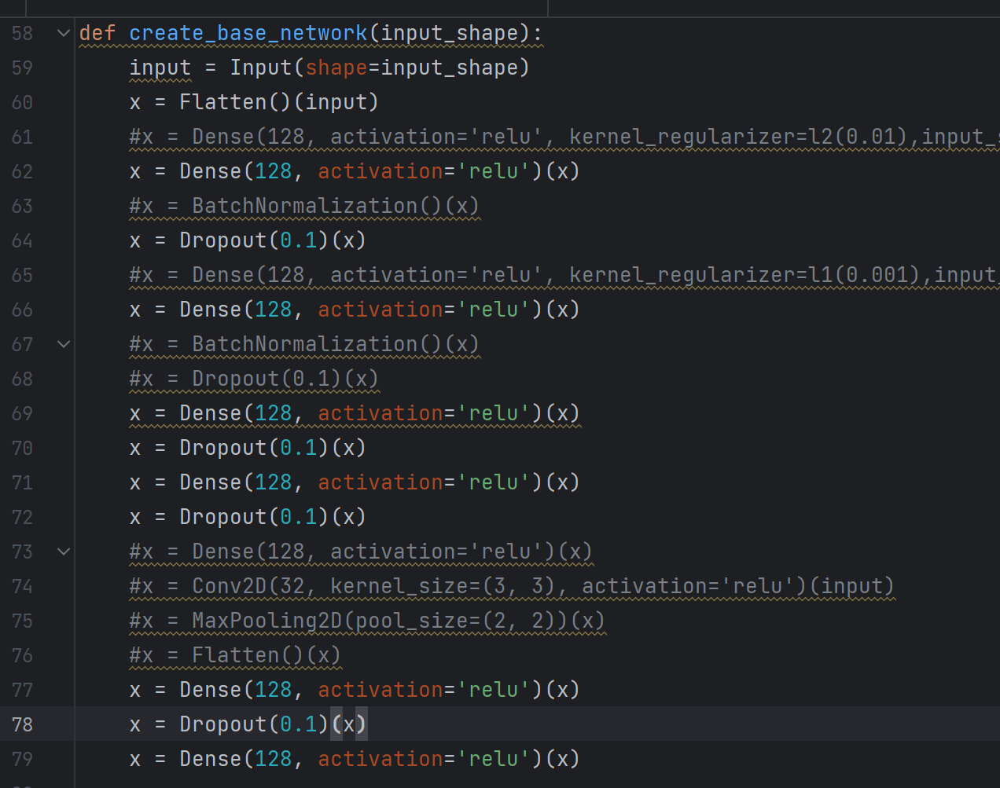 58 def create_base_network(input_shape):
59 input = Input(shape=input_shape)
60 x = Flatten()(input)
61 #x = Dense(128, activation='relu', kernel_regularizer=l2(0.01),input_
62 x = Dense(128, activation='relu')(x)
63 #x = BatchNormalization()(x)
64 x = Dropout(0.1)(x)
65 #x = Dense(128, activation='relu', kernel_regularizer=l1(0.001),input_
66 x = Dense(128, activation='relu')(x)
67 #x = BatchNormalization()(x)
68 #x = Dropout(0.1)(x)
69 x = Dense(128, activation='relu')(x)
70 x = Dropout(0.1)(x)
71 x = Dense(128, activation='relu')(x)
72 x = Dropout(0.1)(x)
73 #x = Dense(128, activation='relu')(x)
74 #x = Conv2D(32, kernel_size=(3, 3), activation='relu')(input)
75 #x = MaxPooling2D(pool_size=(2, 2))(x)
76 #x = Flatten()(x)
77 x = Dense(128, activation='relu')(x)
78 x = Dropout(0.1)(x)
79 x = Dense(128, activation='relu')(x)